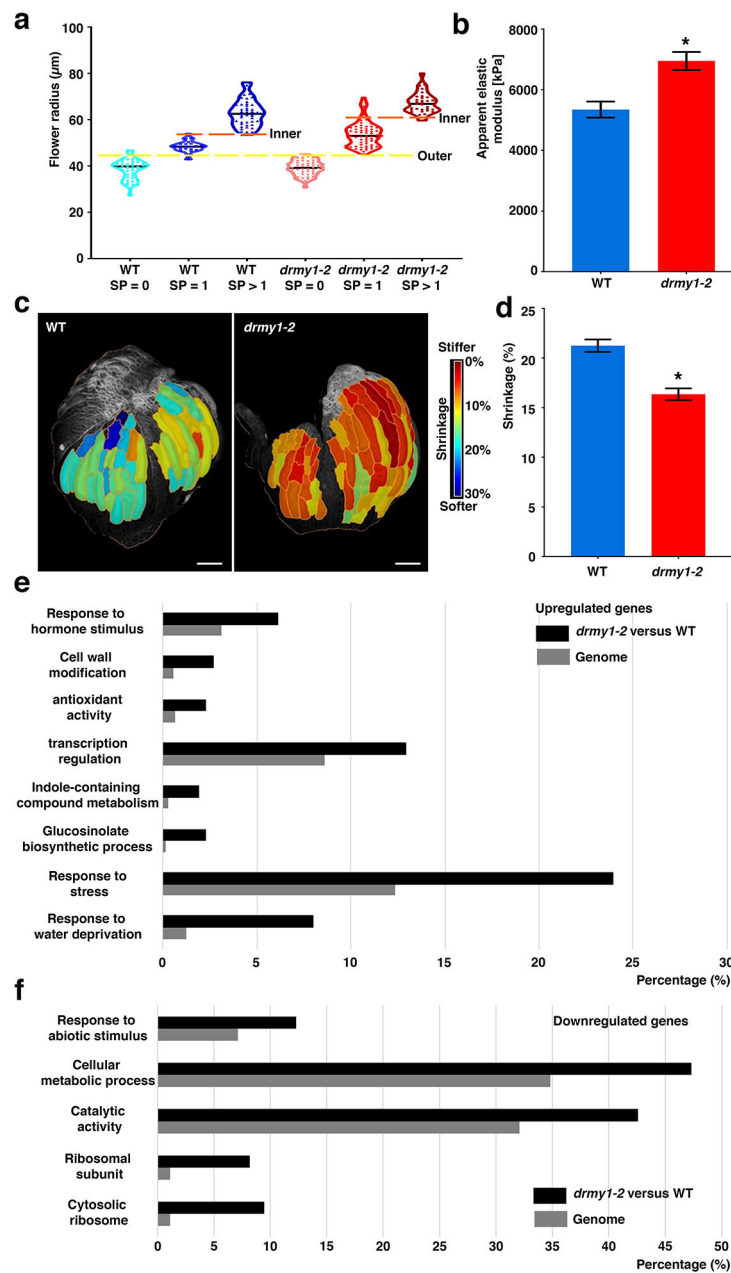 a
Flower radius (µm)
100
80
60
40
20
0
Inner
Inner
Outer
WT
SP = 0
WT
SP = 1
WT
SP > 1
drmy1-2
SP = 0
drmy1-2
SP = 1
drmy1-2
SP > 1
b
Apparent elastic
modulus [kPa]
8000
6000
4000
2000
0
*
WT
drmy1-2
c
WT
drmy1-2
Stiffer
0%
10%
20%
30%
Shrinkage
Softer
d
Shrinkage (%)
25
20
15
10
5
0
*
WT
drmy1-2
e
Upregulated genes
drmy1-2 versus WT
Genome
Response to
hormone stimulus
Cell wall
modification
antioxidant
activity
transcription
regulation
Indole-containing
compound metabolism
Glucosinolate
biosynthetic process
Response to
stress
Response to
water deprivation
0 5 10 15 20 25 30
Percentage (%)
f
Downregulated genes
Response to
abiotic stimulus
Cellular
metabolic process
Catalytic
activity
Ribosomal
subunit
Cytosolic
ribosome
drmy1-2 versus WT
Genome
0 5 10 15 20 25 30 35 40 45 50
Percentage (%)